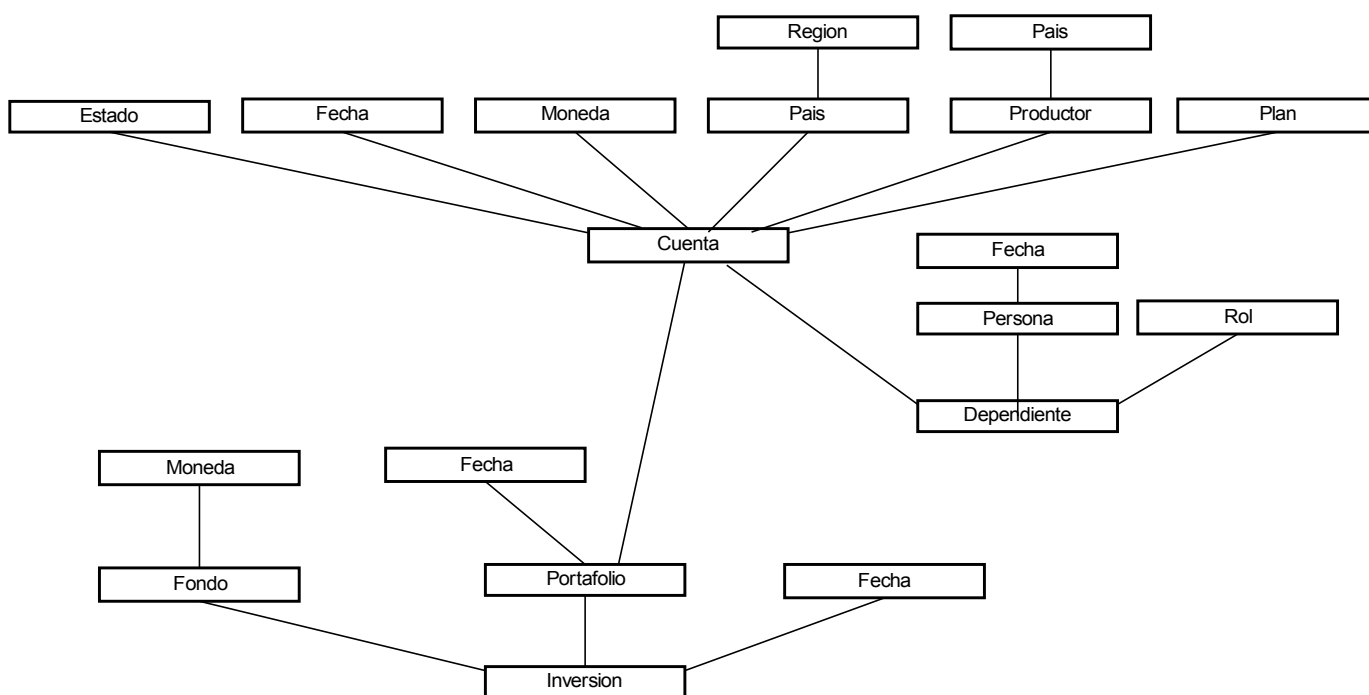 Region
Pais
Estado
Fecha
Moneda
Pais
Productor
Plan
Cuenta
Fecha
Persona
Rol
Dependiente
Moneda
Fecha
Fondo
Portafolio
Fecha
Inversion